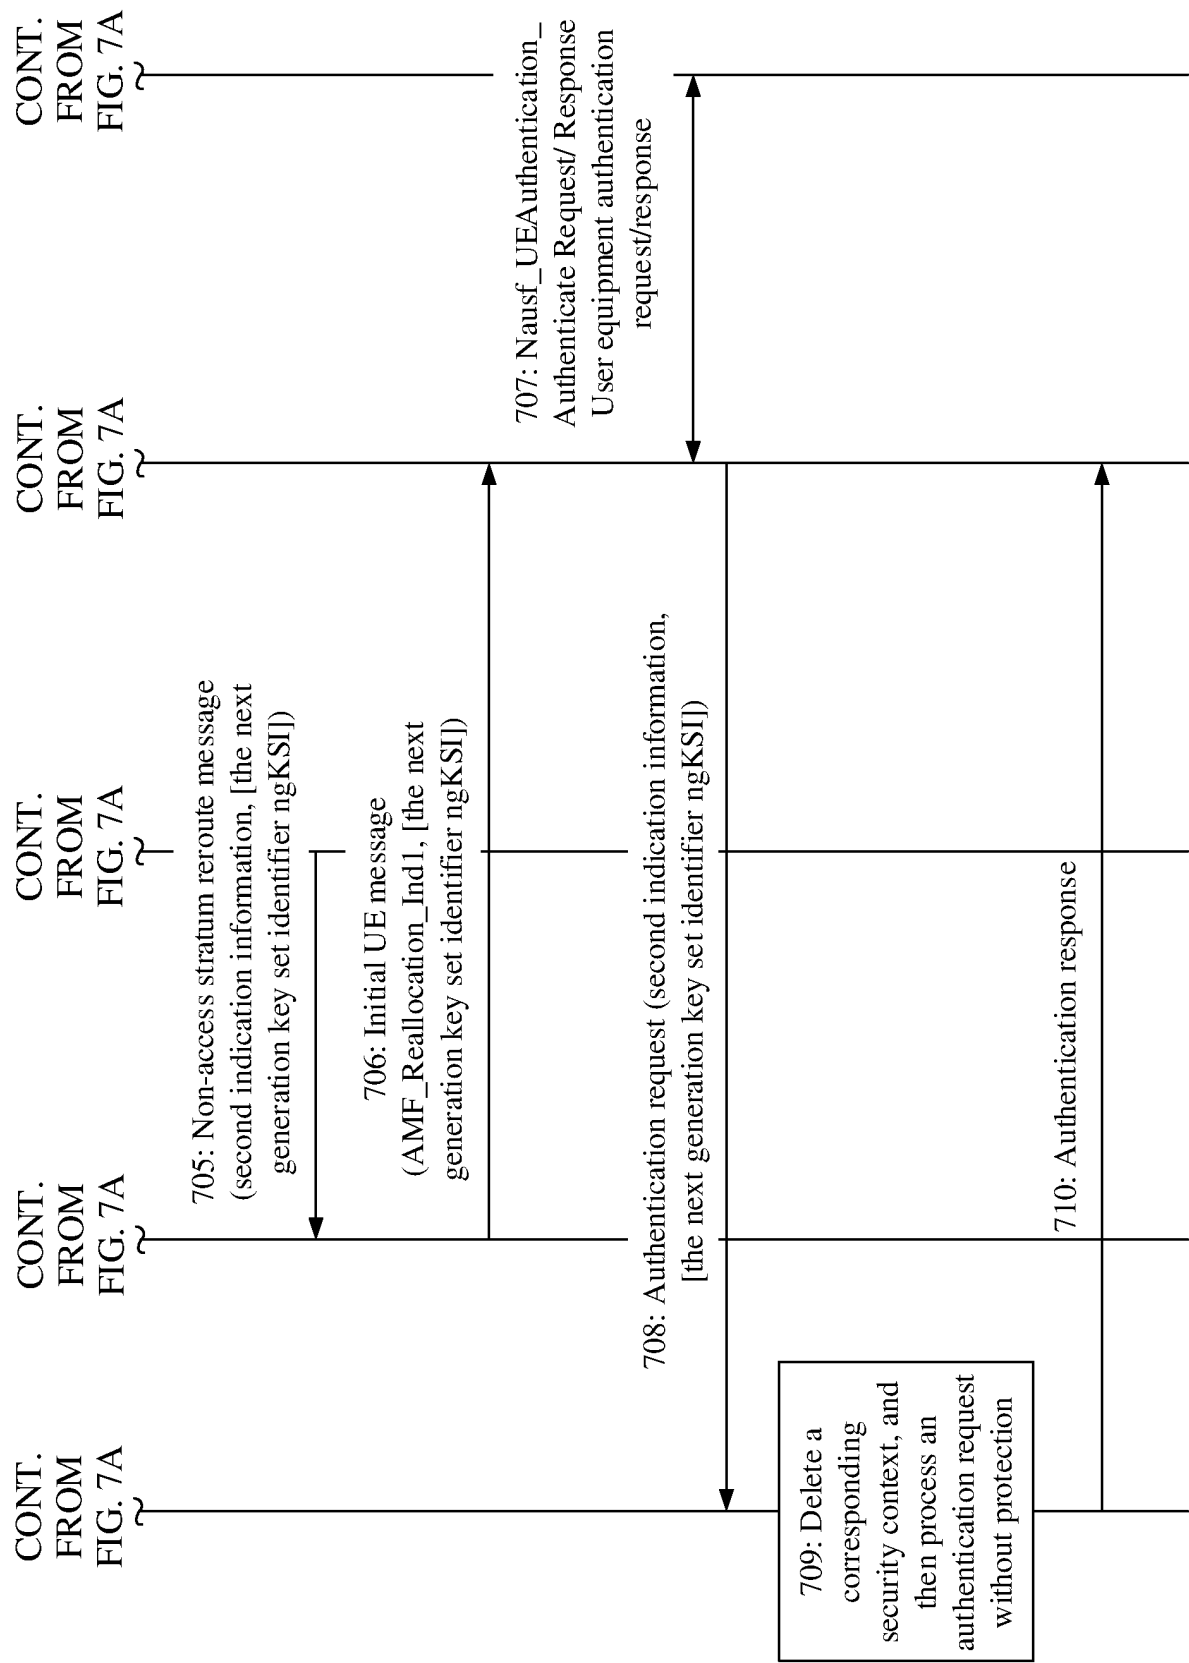 CONT.
FROM
FIG. 7A
CONT.
FROM
FIG. 7A
CONT.
FROM
FIG. 7A
CONT.
FROM
FIG. 7A
CONT.
FROM
FIG. 7A
705: Non-access stratum reroute message
(second indication information, [the next
generation key set identifier ngKSI])
706: Initial UE message
(AMF_Reallocation_Ind1, [the next
generation key set identifier ngKSI])
707: Nausf_UEAuthentication_
Authenticate Request/ Response
User equipment authentication
request/response
708: Authentication request (second indication information,
[the next generation key set identifier ngKSI])
709: Delete a
corresponding
security context, and
then process an
authentication request
without protection
710: Authentication response